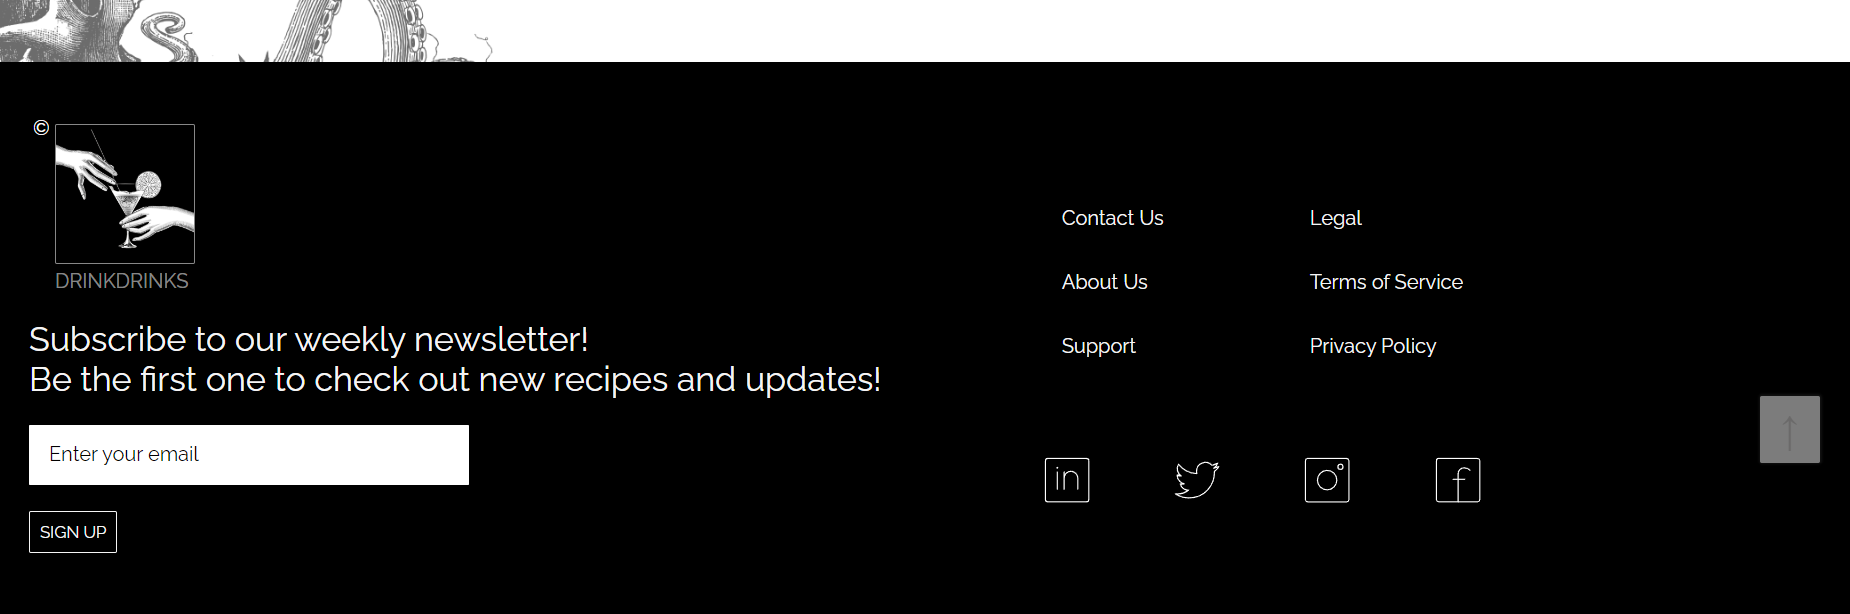 ©
DRINKDRINKS
Subscribe to our weekly newsletter!
Be the first one to check out new recipes and updates!
Enter your email
SIGN UP
Contact Us
About Us
Support
Legal
Terms of Service
Privacy Policy
in
f